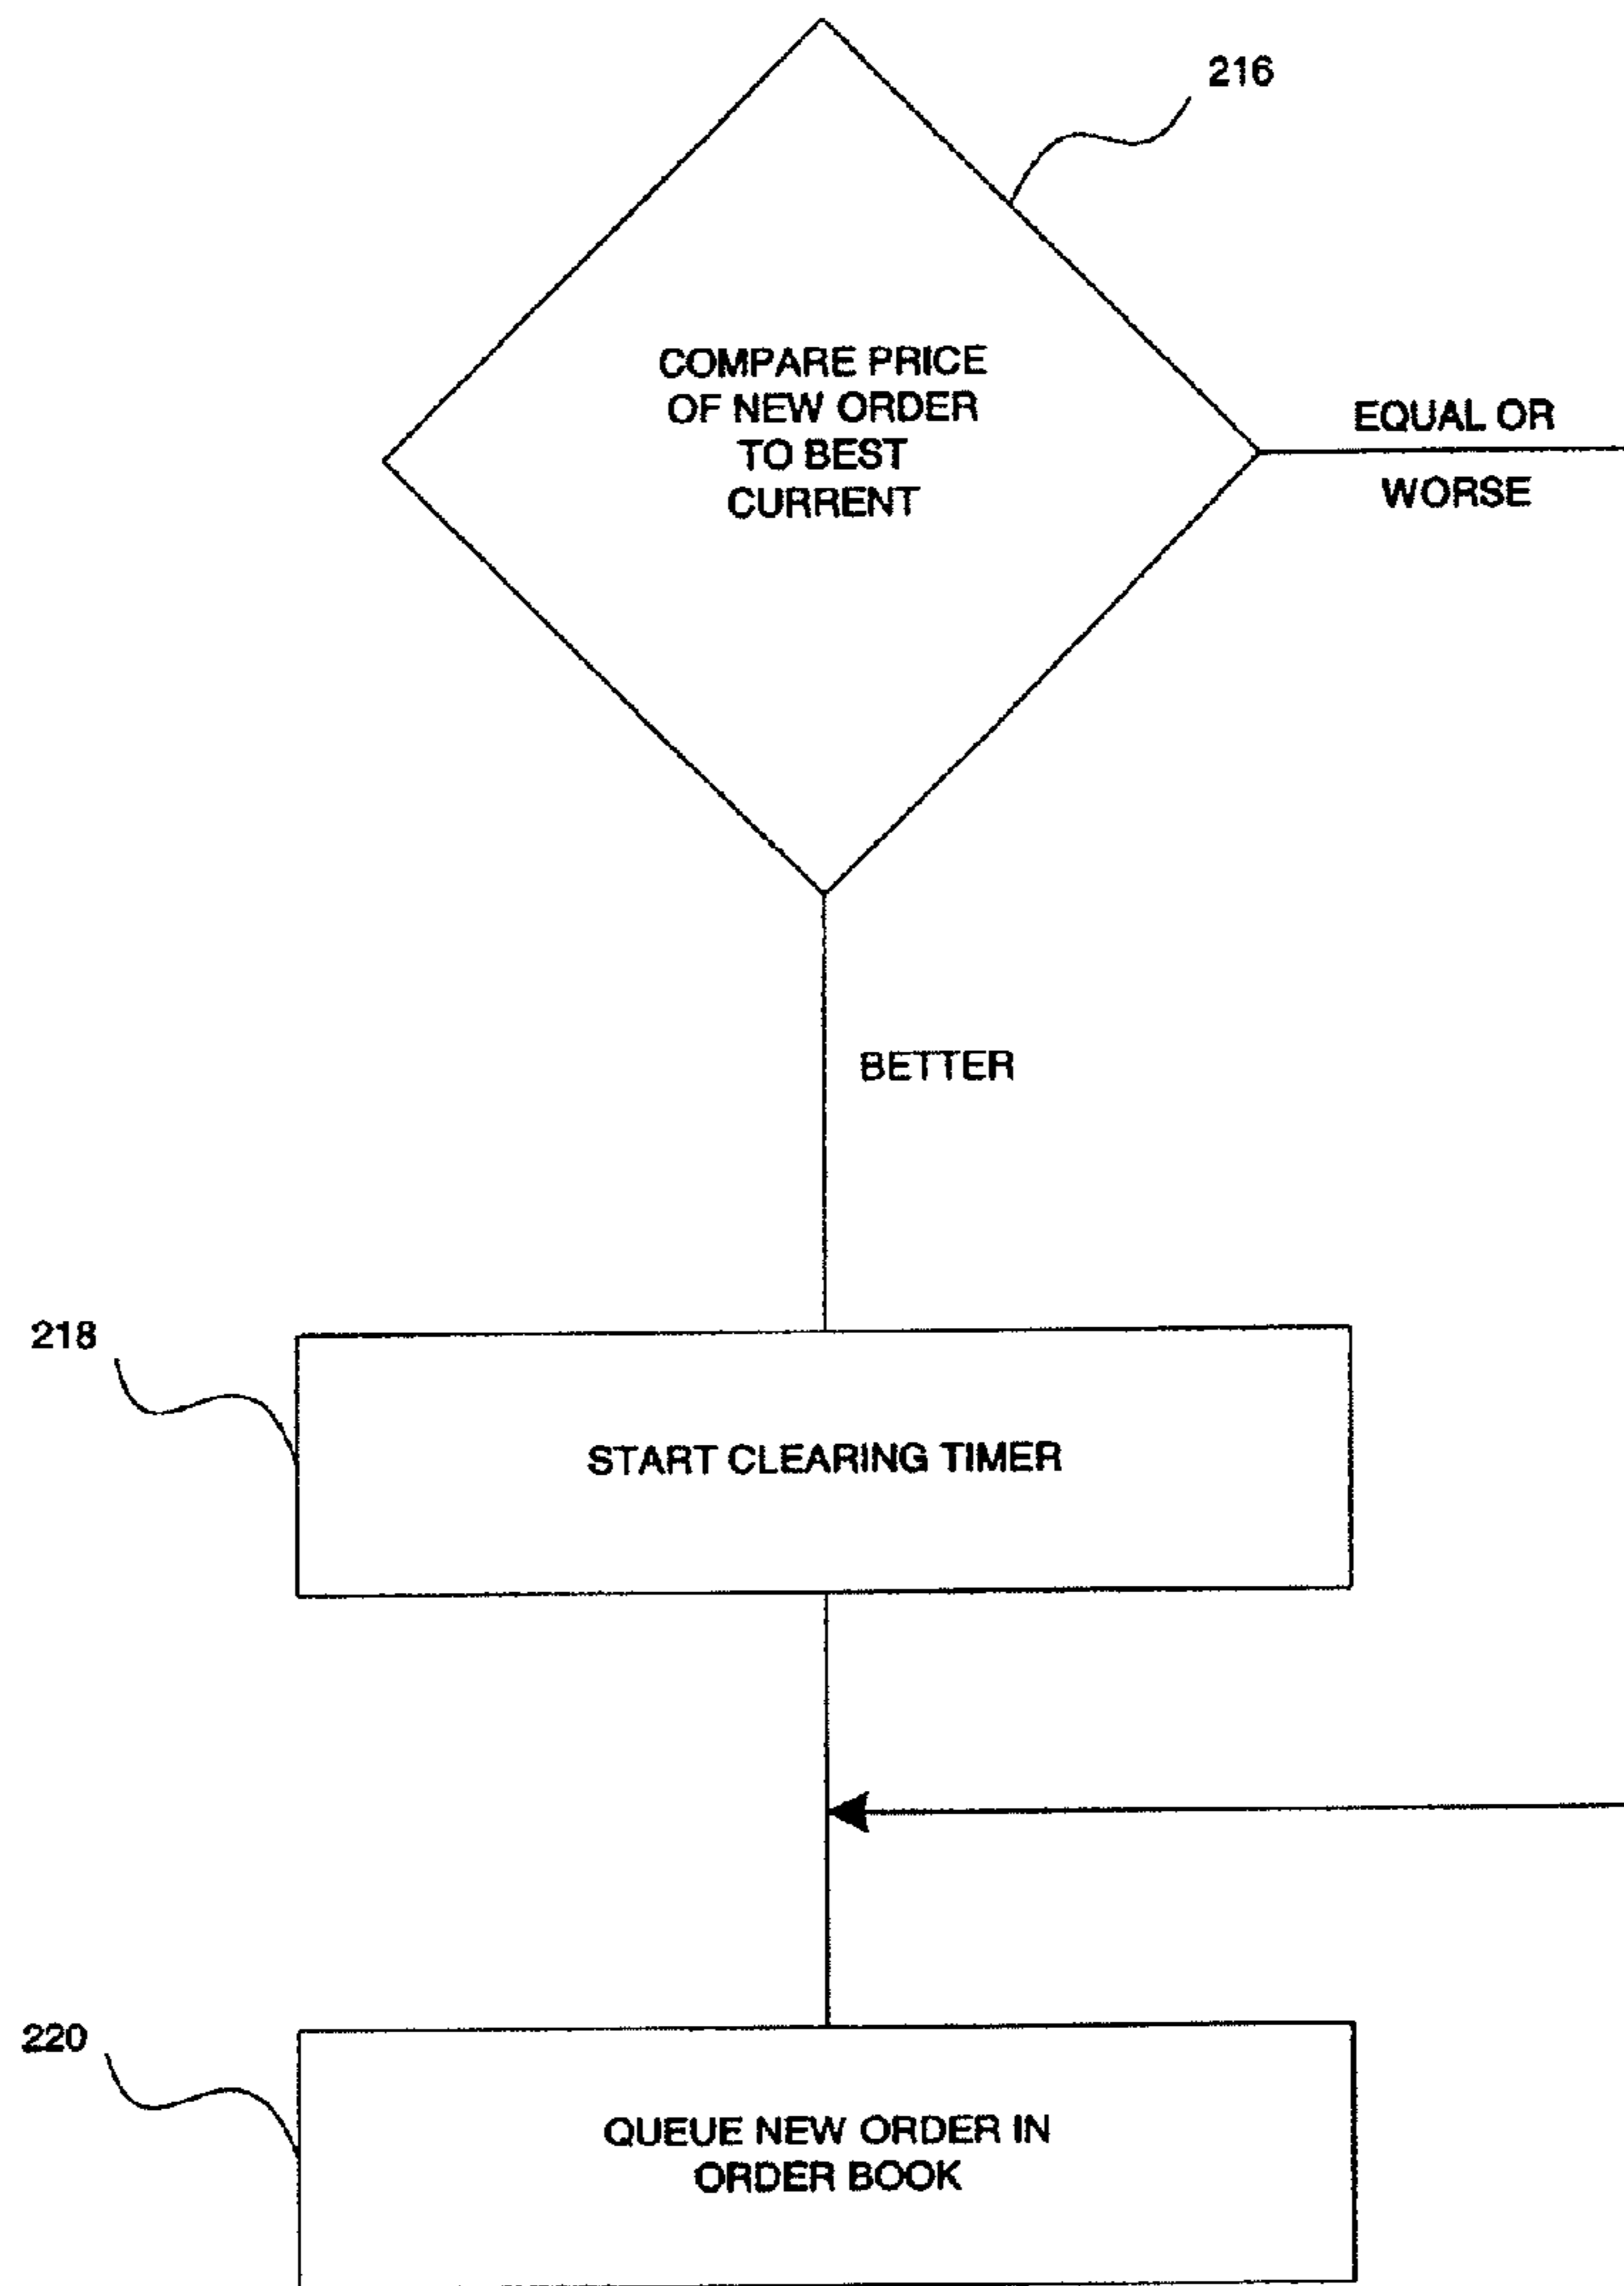 216
COMPARE PRICE
OF NEW ORDER
TO BEST
CURRENT
EQUAL OR
WORSE
BETTER
218
START CLEARING TIMER
220
QUEUE NEW ORDER IN
ORDER BOOK